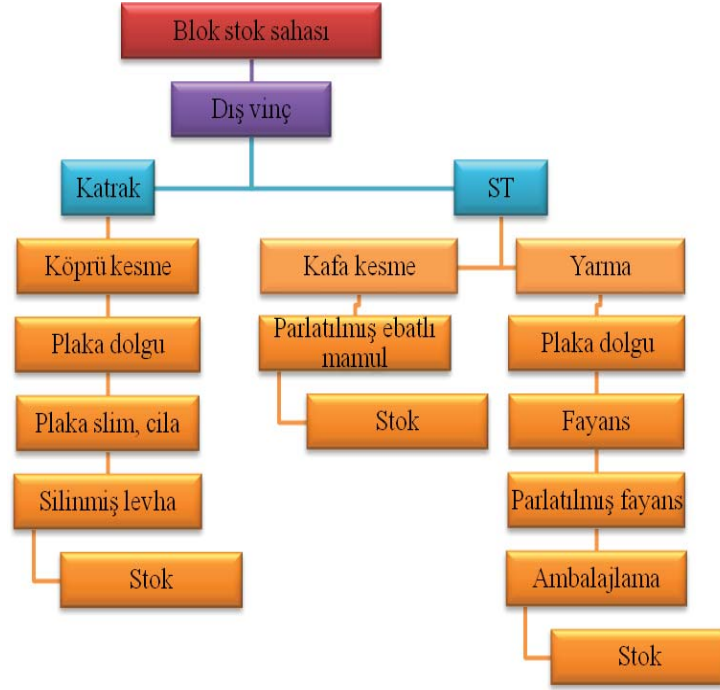 Blok stok sahası
Dış vinç
Katrak
ST
Köprü kesme
Kafa kesme
Yarma
Plaka dolgu
Parlatılmış ebatlı
mamul
Plaka dolgu
Plaka slim, cila
Stok
Fayans
Silinmiş levha
Parlatılmış fayans
Stok
Ambalajlama
Stok